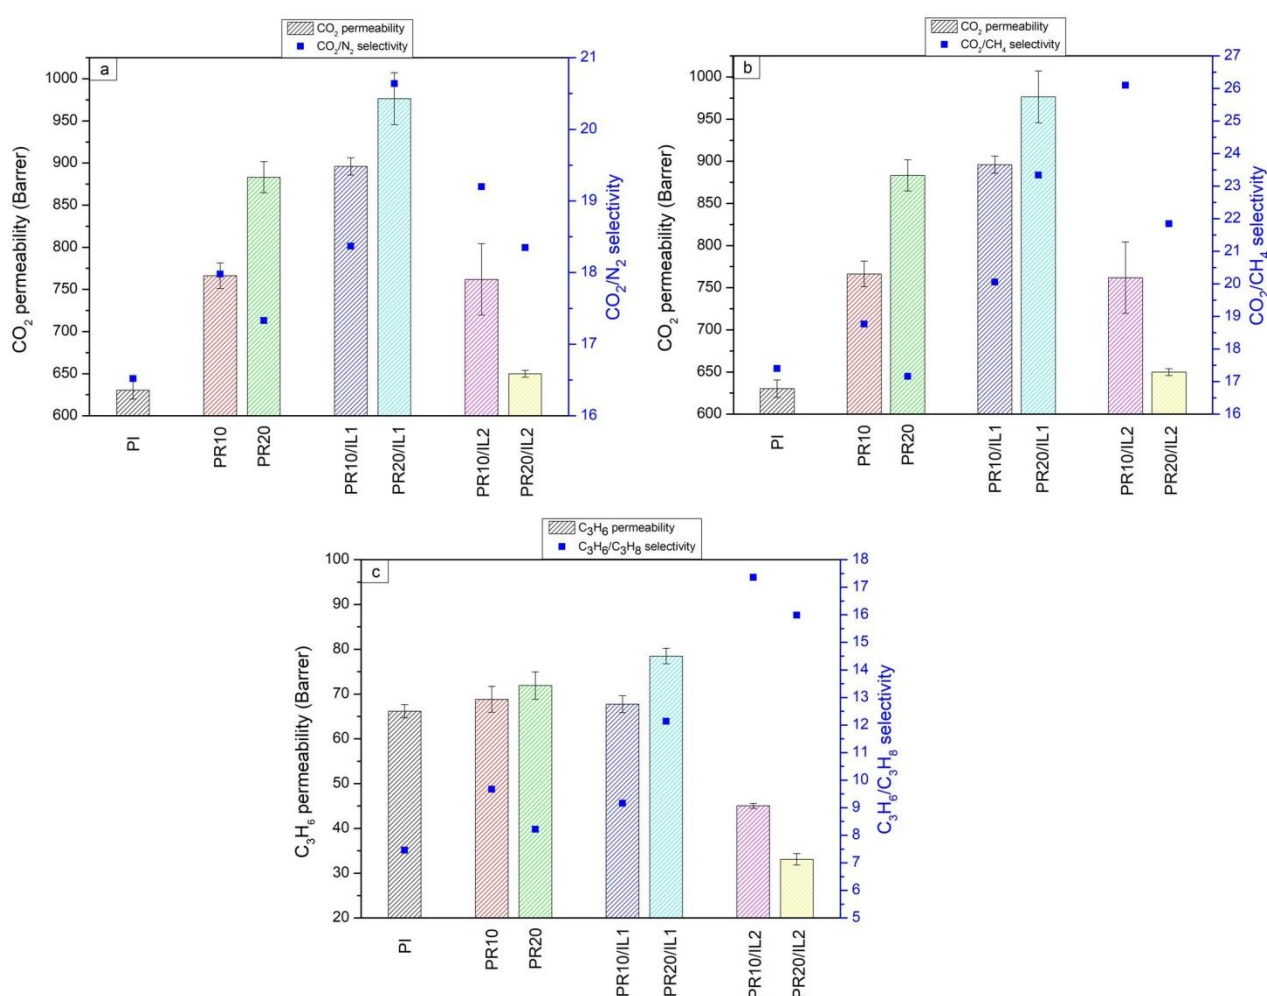 CO₂ permeability
CO₂/N₂ selectivity
a
1000
950
900
850
800
750
700
650
600
CO₂ permeability (Barrer)
21
20
19
18
17
16
CO₂/N₂ selectivity
PI
PR10
PR20
PR10/IL1
PR20/IL1
PR10/IL2
PR20/IL2
CO₂ permeability
CO₂/CH₄ selectivity
b
1000
950
900
850
800
750
700
650
600
CO₂ permeability (Barrer)
27
26
25
24
23
22
21
20
19
18
17
16
CO₂/CH₄ selectivity
PI
PR10
PR20
PR10/IL1
PR20/IL1
PR10/IL2
PR20/IL2
C₃H₆ permeability
C₃H₆/C₃H₈ selectivity
c
100
90
80
70
60
50
40
30
20
C₃H₆ permeability (Barrer)
18
17
16
15
14
13
12
11
10
9
8
7
6
5
C₃H₆/C₃H₈ selectivity
PI
PR10
PR20
PR10/IL1
PR20/IL1
PR10/IL2
PR20/IL2